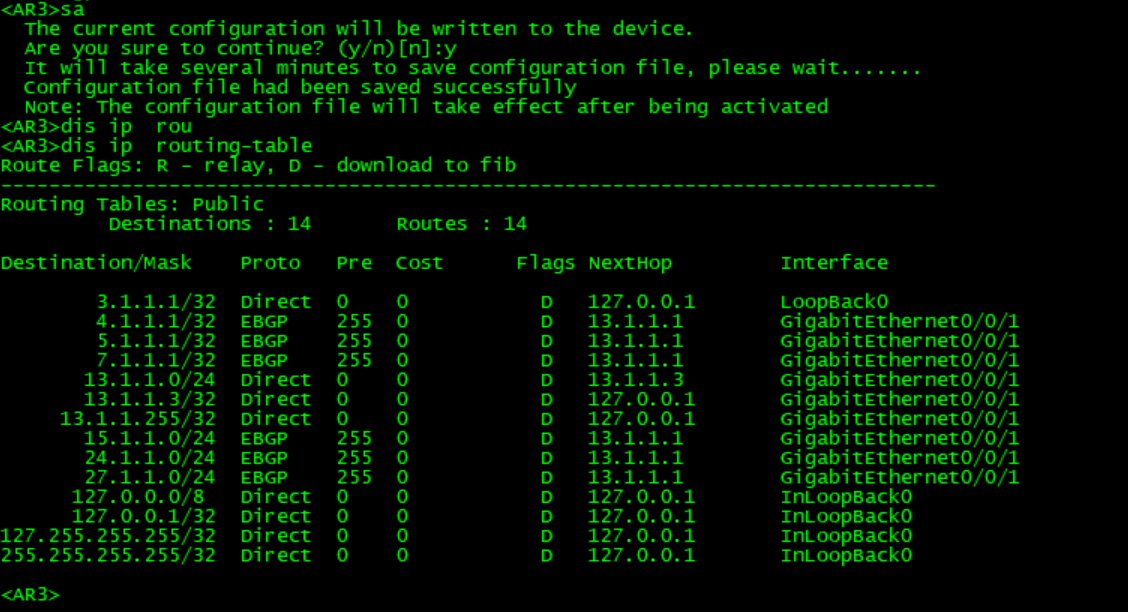 <AR3>sa
  The current configuration will be written to the device.
  Are you sure to continue? (y/n)[n]:y
  It will take several minutes to save configuration file, please wait.......
  Configuration file had been saved successfully
  Note: The configuration file will take effect after being activated
<AR3>dis ip  rou
<AR3>dis ip  routing-table
Route Flags: R - relay, D - download to fib
------------------------------------------------------------------------------
Routing Tables: Public
         Destinations : 14       Routes : 14

Destination/Mask    Proto   Pre  Cost      Flags NextHop         Interface

        3.1.1.1/32  Direct  0    0           D   127.0.0.1       LoopBack0
        4.1.1.1/32  EBGP    255  0           D   13.1.1.1        GigabitEthernet0/0/1
        5.1.1.1/32  EBGP    255  0           D   13.1.1.1        GigabitEthernet0/0/1
        7.1.1.1/32  EBGP    255  0           D   13.1.1.1        GigabitEthernet0/0/1
       13.1.1.0/24  Direct  0    0           D   13.1.1.3        GigabitEthernet0/0/1
       13.1.1.3/32  Direct  0    0           D   127.0.0.1       GigabitEthernet0/0/1
     13.1.1.255/32  Direct  0    0           D   127.0.0.1       GigabitEthernet0/0/1
       15.1.1.0/24  EBGP    255  0           D   13.1.1.1        GigabitEthernet0/0/1
       24.1.1.0/24  EBGP    255  0           D   13.1.1.1        GigabitEthernet0/0/1
       27.1.1.0/24  EBGP    255  0           D   13.1.1.1        GigabitEthernet0/0/1
      127.0.0.0/8   Direct  0    0           D   127.0.0.1       InLoopBack0
      127.0.0.1/32  Direct  0    0           D   127.0.0.1       InLoopBack0
127.255.255.255/32  Direct  0    0           D   127.0.0.1       InLoopBack0
255.255.255.255/32  Direct  0    0           D   127.0.0.1       InLoopBack0

<AR3>